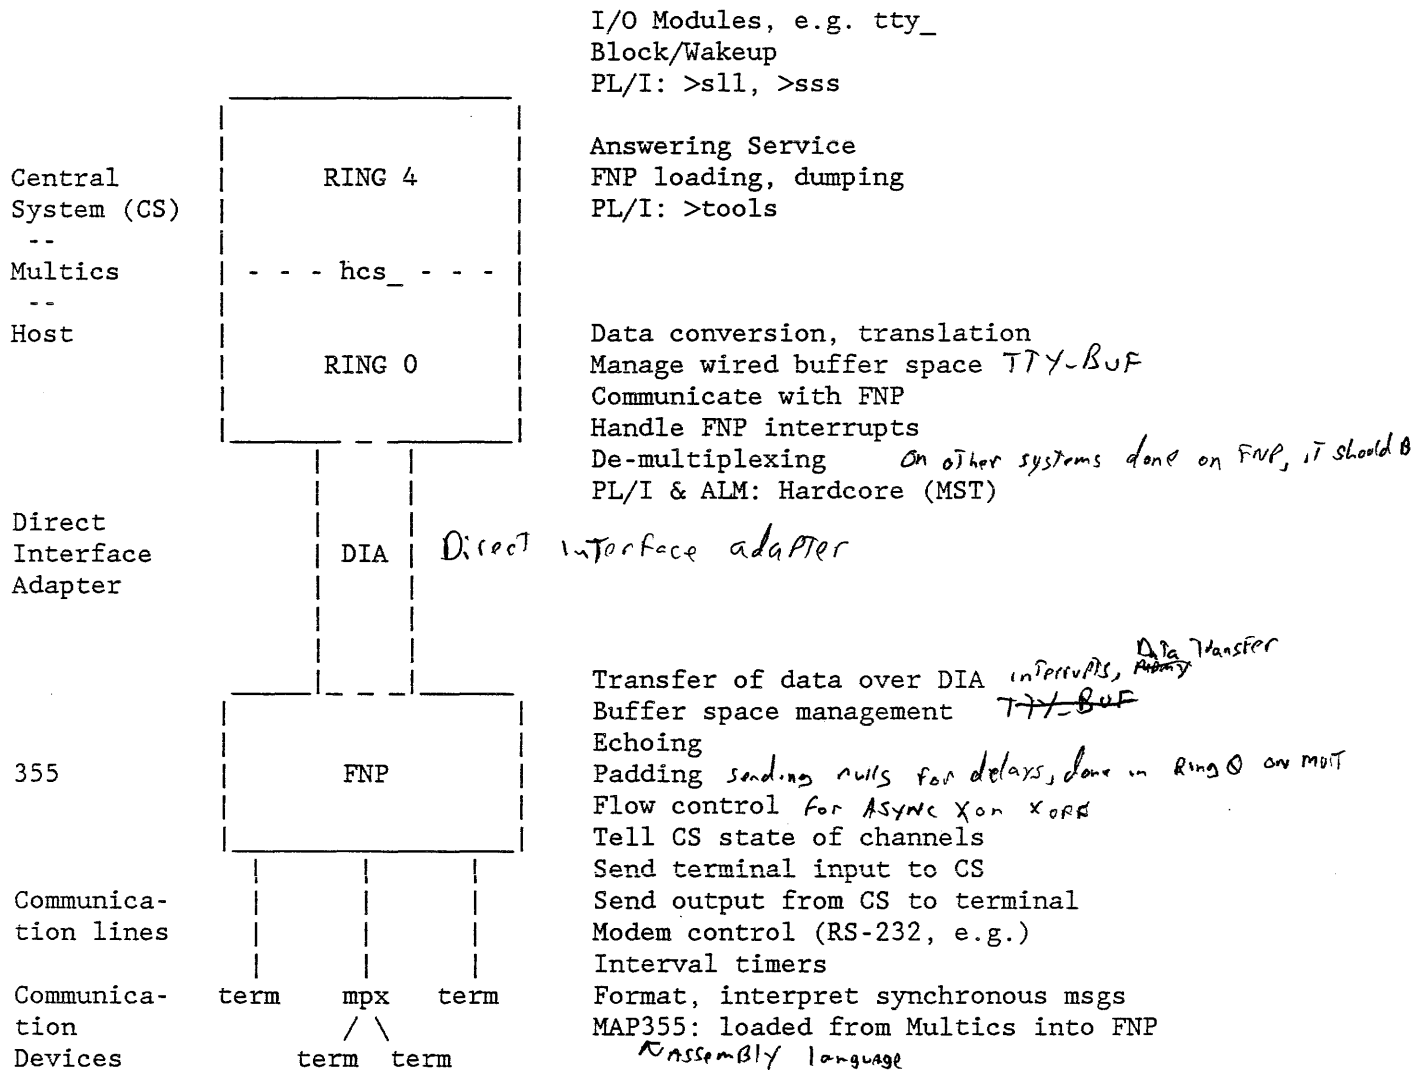 I/O Modules, e.g. tty_
Block/Wakeup
PL/I: >sll, >sss
Answering Service
Central RING 4 FNP loading, dumping
System (CS) PL/I: >tools
--
Multics - - - hcs_ - - -
--
Host Data conversion, translation
RING 0 Manage wired buffer space TTY-BUF
Communicate with FNP
Handle FNP interrupts
De-multiplexing On other systems done on FNP, it should B
PL/I & ALM: Hardcore (MST)
Direct
Interface DIA Direct interface adapter
Adapter
Data Transfer
Transfer of data over DIA interrupts,
Buffer space management TTY-BUF
Echoing
355 FNP Padding sending nulls for delays, done in Ring 0 on MULT
Flow control for ASync Xon Xoff
Tell CS state of channels
Send terminal input to CS
Communica- Send output from CS to terminal
tion lines Modem control (RS-232, e.g.)
Interval timers
Communica- term mpx term Format, interpret synchronous msgs
tion MAP355: loaded from Multics into FNP
Devices term term Assembly language